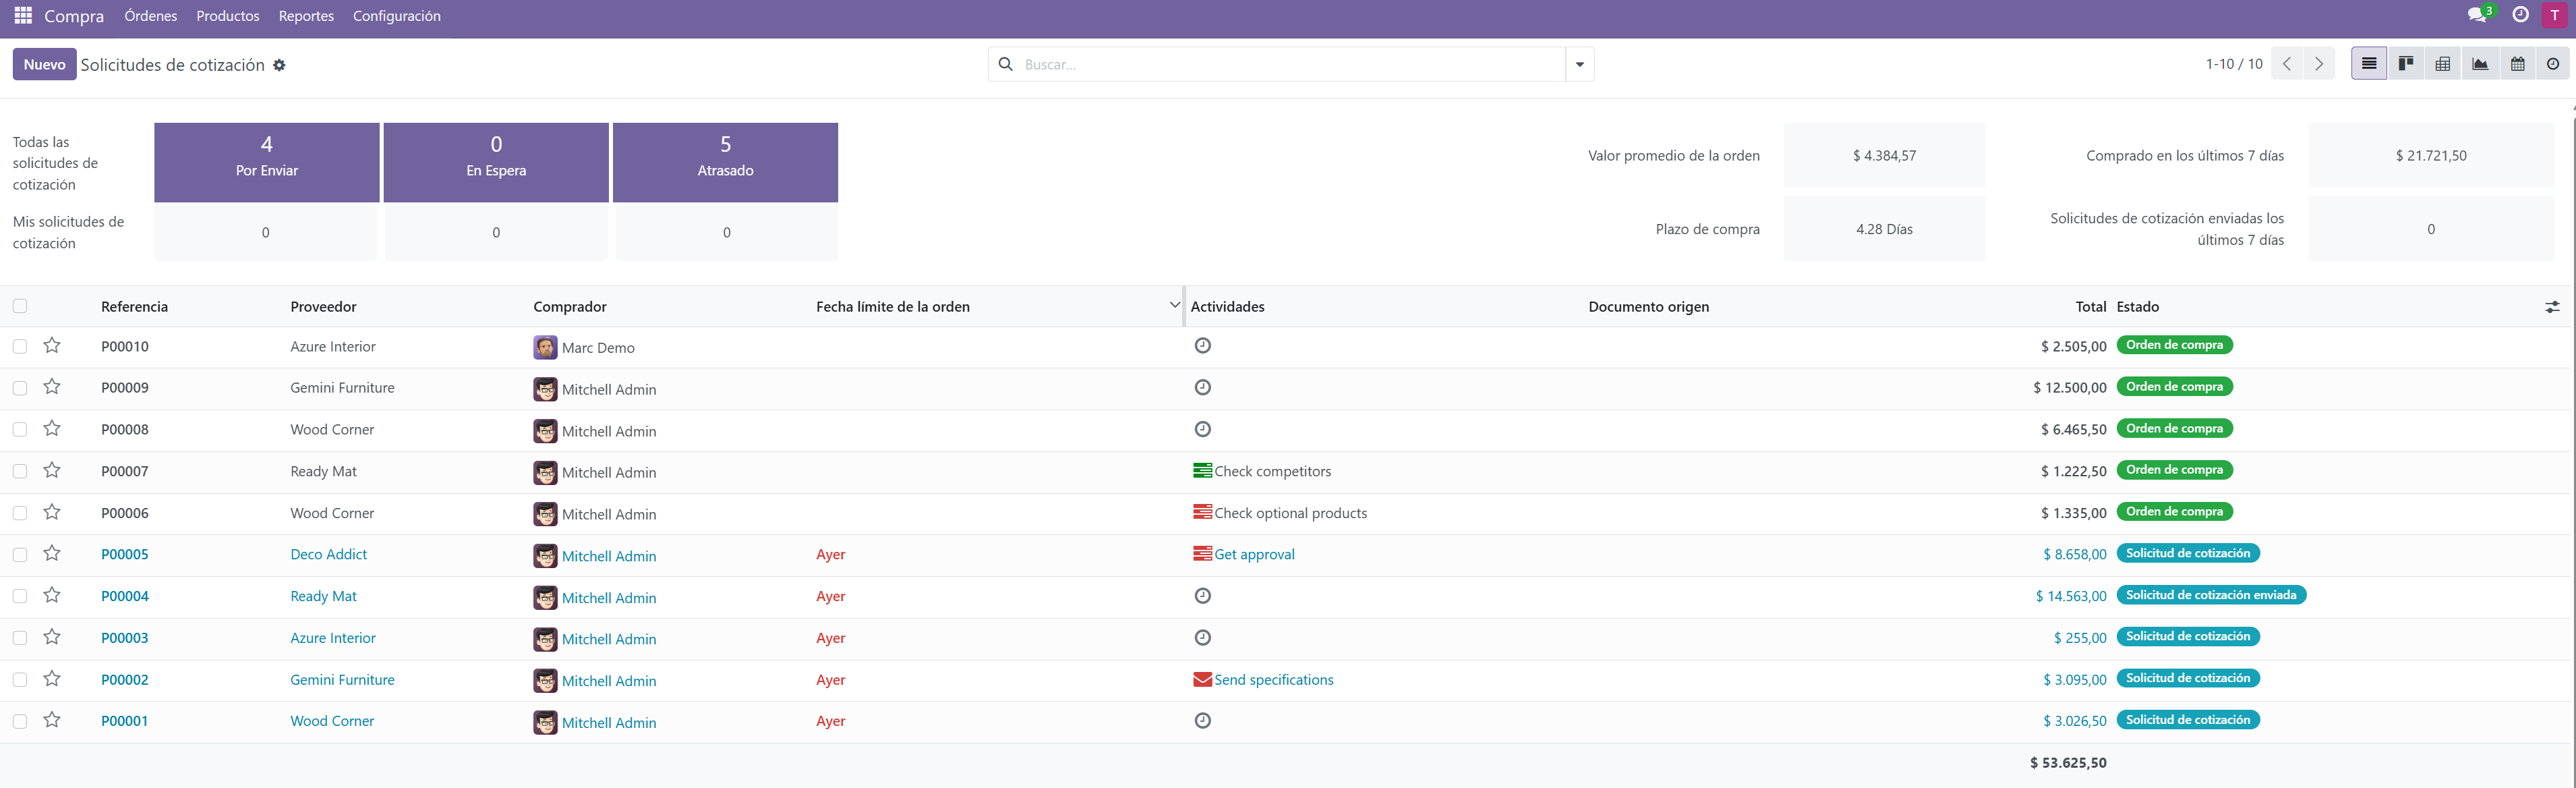 Compra Órdenes Productos Reportes Configuración 3 T
Nuevo Solicitudes de cotización Buscar... 1-10 / 10
Todas las solicitudes de cotización
4 Por Enviar
0 En Espera
5 Atrasado
Valor promedio de la orden $ 4.384,57
Comprado en los últimos 7 días $ 21.721,50
Mis solicitudes de cotización 0 0 0
Plazo de compra 4.28 Días
Solicitudes de cotización enviadas los últimos 7 días 0
Referencia Proveedor Comprador Fecha límite de la orden Actividades Documento origen Total Estado
P00010 Azure Interior Marc Demo $ 2.505,00 Orden de compra
P00009 Gemini Furniture Mitchell Admin $ 12.500,00 Orden de compra
P00008 Wood Corner Mitchell Admin $ 6.465,50 Orden de compra
P00007 Ready Mat Mitchell Admin Check competitors $ 1.222,50 Orden de compra
P00006 Wood Corner Mitchell Admin Check optional products $ 1.335,00 Orden de compra
P00005 Deco Addict Mitchell Admin Ayer Get approval $ 8.658,00 Solicitud de cotización
P00004 Ready Mat Mitchell Admin Ayer $ 14.563,00 Solicitud de cotización enviada
P00003 Azure Interior Mitchell Admin Ayer $ 255,00 Solicitud de cotización
P00002 Gemini Furniture Mitchell Admin Ayer Send specifications $ 3.095,00 Solicitud de cotización
P00001 Wood Corner Mitchell Admin Ayer $ 3.026,50 Solicitud de cotización
$ 53.625,50